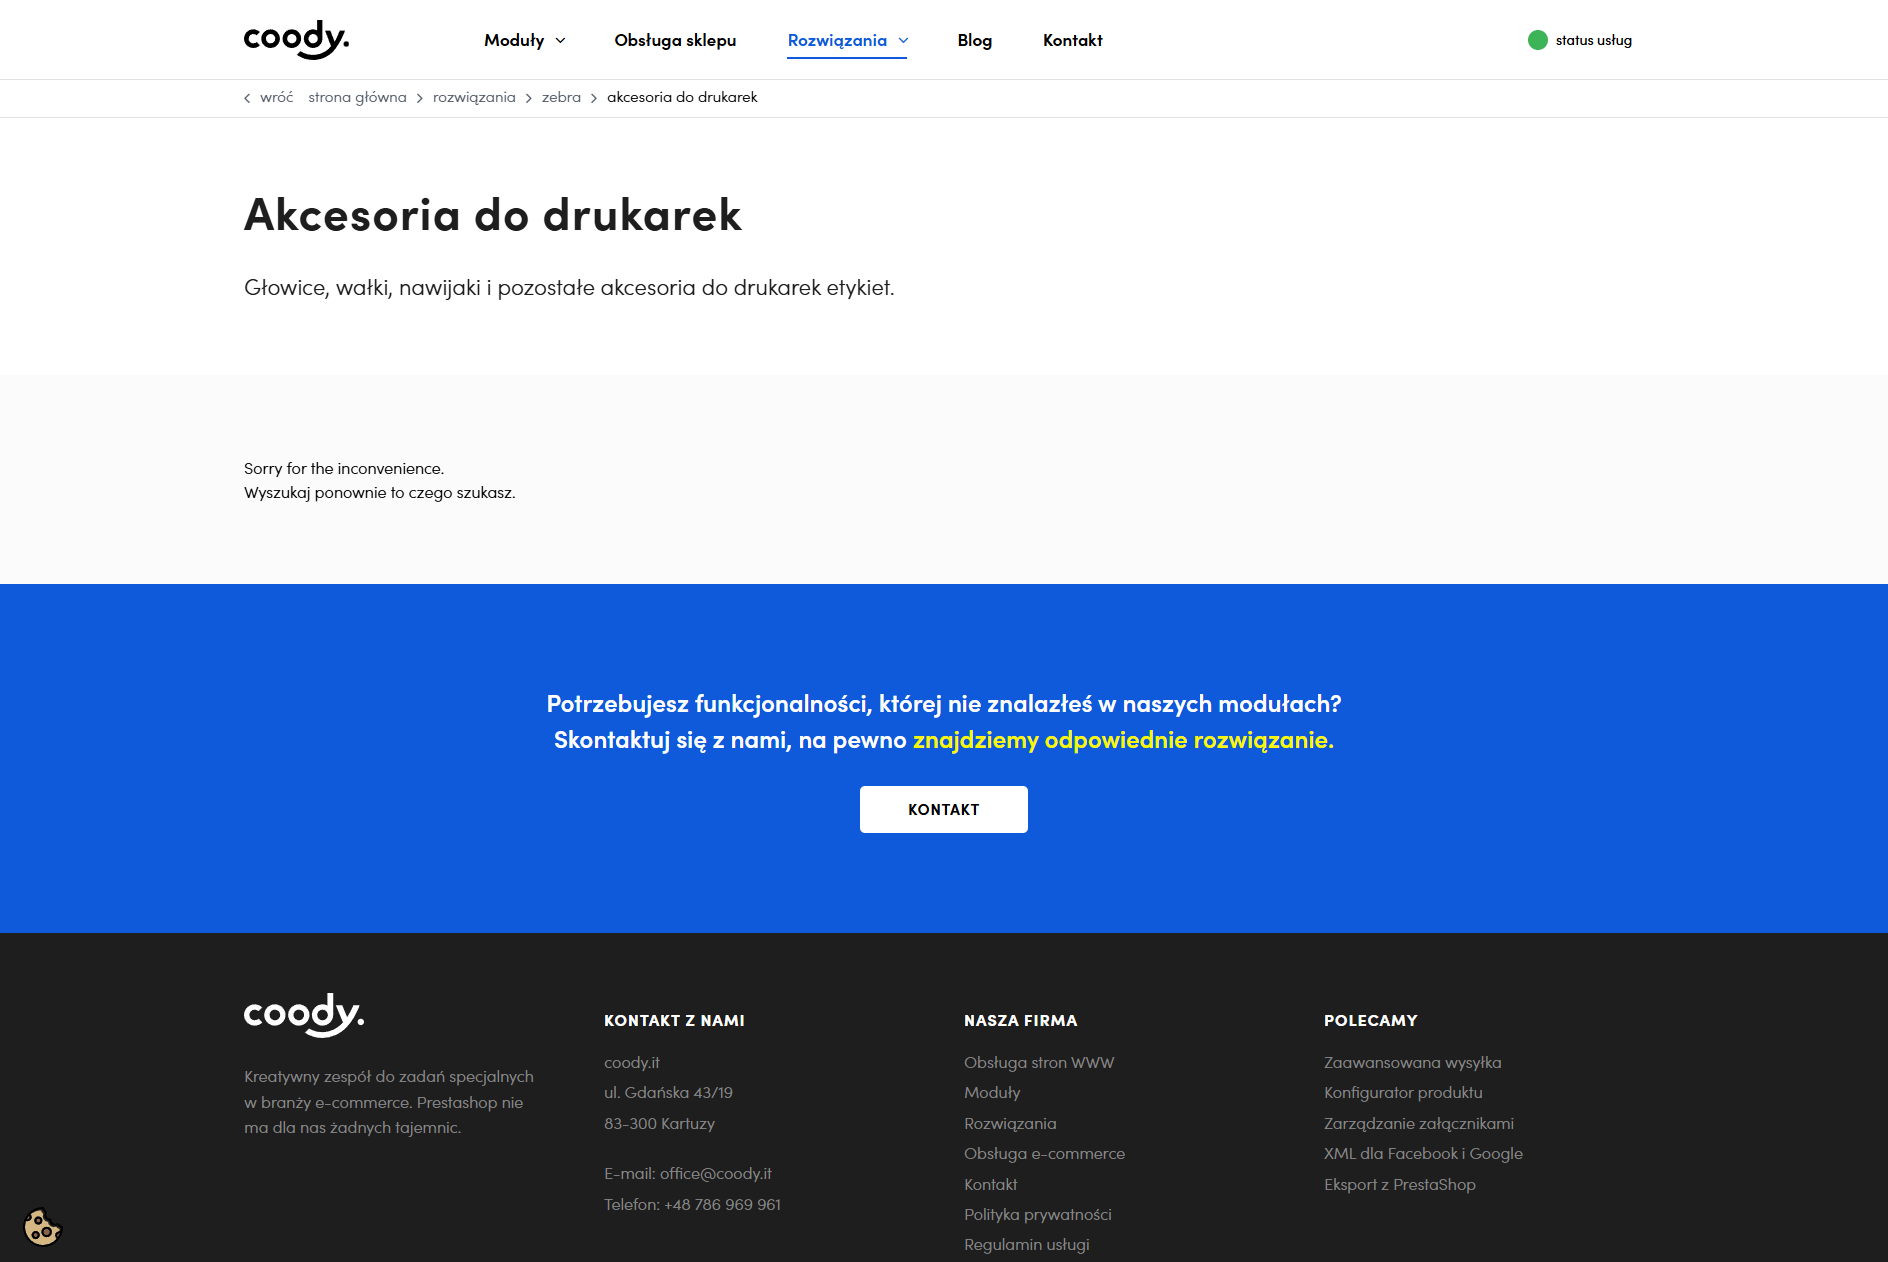 coody.
Moduły
Obsługa sklepu
Rozwiązania
Blog
Kontakt
status usług
wróć
strona główna
rozwiązania
zebra
akcesoria do drukarek
Akcesoria do drukarek
Głowice, wałki, nawijaki i pozostałe akcesoria do drukarek etykiet.
Sorry for the inconvenience.
Wyszukaj ponownie to czego szukasz.
Potrzebujesz funkcjonalności, której nie znalazłeś w naszych modułach?
Skontaktuj się z nami, na pewno znajdziemy odpowiednie rozwiązanie.
KONTAKT
coody.
Kreatywny zespół do zadań specjalnych
w branży e-commerce. Prestashop nie
ma dla nas żadnych tajemnic.
KONTAKT Z NAMI
coody.it
ul. Gdańska 43/19
83-300 Kartuzy
E-mail: office@coody.it
Telefon: +48 786 969 961
NASZA FIRMA
Obsługa stron WWW
Moduły
Rozwiązania
Obsługa e-commerce
Kontakt
Polityka prywatności
Regulamin usługi
POLECAMY
Zaawansowana wysyłka
Konfigurator produktu
Zarządzanie załącznikami
XML dla Facebook i Google
Eksport z PrestaShop